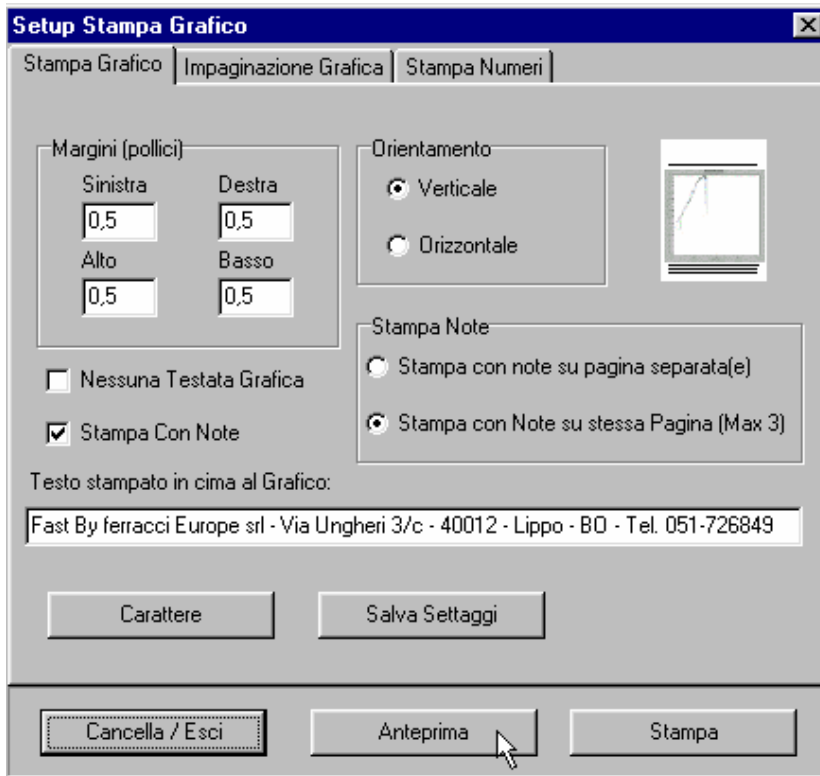 Setup Stampa Grafico
Stampa Grafico Impaginazione Grafica Stampa Numeri
Margini (pollici)
Sinistra Destra
0,5 0,5
Alto Basso
0,5 0,5
Orientamento
Verticale
Orizzontale
Nessuna Testata Grafica
Stampa Con Note
Stampa Note
Stampa con note su pagina separata(e)
Stampa con Note su stessa Pagina (Max 3)
Testo stampato in cima al Grafico:
Fast By ferracci Europe srl - Via Ungheri 3/c - 40012 - Lippo - BO - Tel. 051-726849
Carattere Salva Settaggi
Cancella / Esci Anteprima Stampa